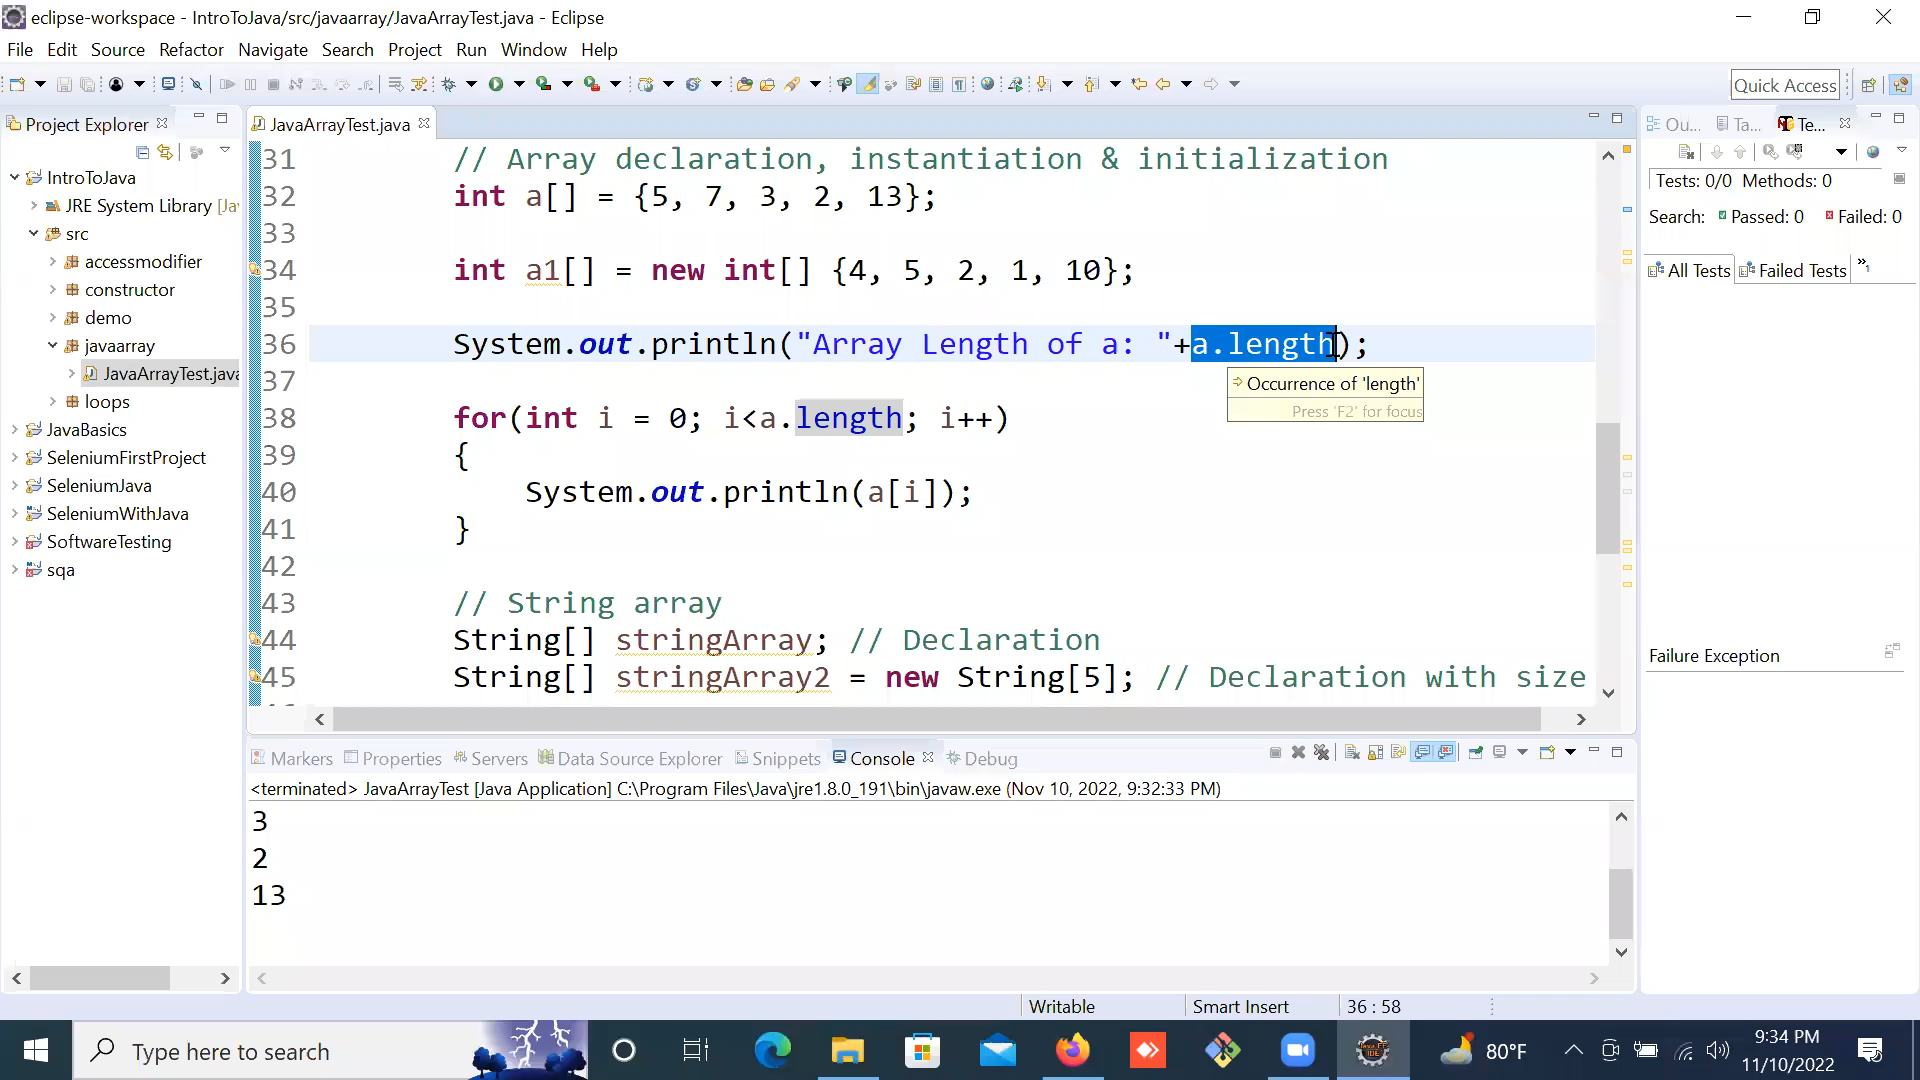 eclipse-workspace - IntroToJava/src/javaarray/JavaArrayTest.java - Eclipse
File Edit Source Refactor Navigate Search Project Run Window Help
Quick Access
Project Explorer
IntroToJava
JRE System Library [Ja
src
accessmodifier
constructor
demo
javaarray
JavaArrayTest.java
loops
JavaBasics
SeleniumFirstProject
SeleniumJava
SeleniumWithJava
SoftwareTesting
sqa
JavaArrayTest.java
31 // Array declaration, instantiation & initialization
32 int a[] = {5, 7, 3, 2, 13};
33
34 int a1[] = new int[] {4, 5, 2, 1, 10};
35
36 System.out.println("Array Length of a: "+a.length);
37
38 for(int i = 0; i<a.length; i++)
39 {
40 System.out.println(a[i]);
41 }
42
43 // String array
44 String[] stringArray; // Declaration
45 String[] stringArray2 = new String[5]; // Declaration with size
Occurrence of 'length'
Press 'F2' for focus
Ou... Ta... Te...
Tests: 0/0 Methods: 0
Search: Passed: 0 Failed: 0
All Tests Failed Tests »1
Failure Exception
Markers Properties Servers Data Source Explorer Snippets Console Debug
<terminated> JavaArrayTest [Java Application] C:\Program Files\Java\jre1.8.0_191\bin\javaw.exe (Nov 10, 2022, 9:32:33 PM)
3
2
13
Writable Smart Insert 36 : 58
Type here to search
80°F
9:34 PM
11/10/2022